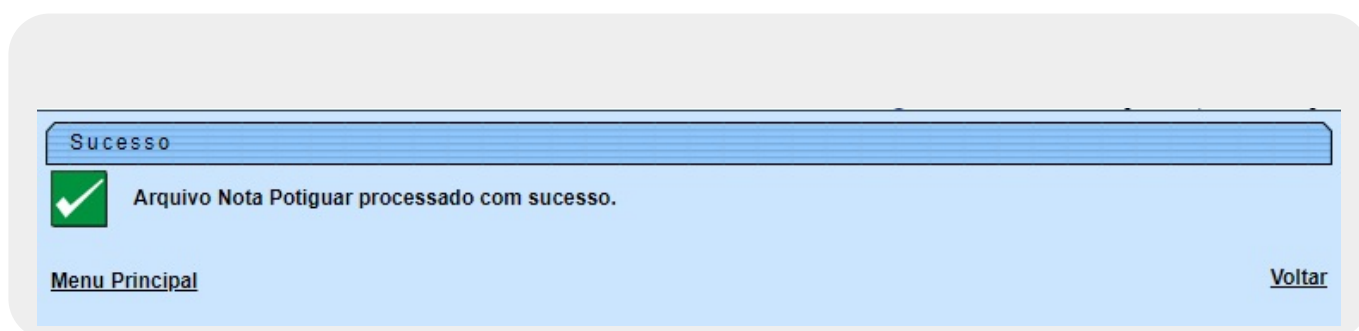 Sucesso
Arquivo Nota Potiguar processado com sucesso.
Menu Principal
Voltar